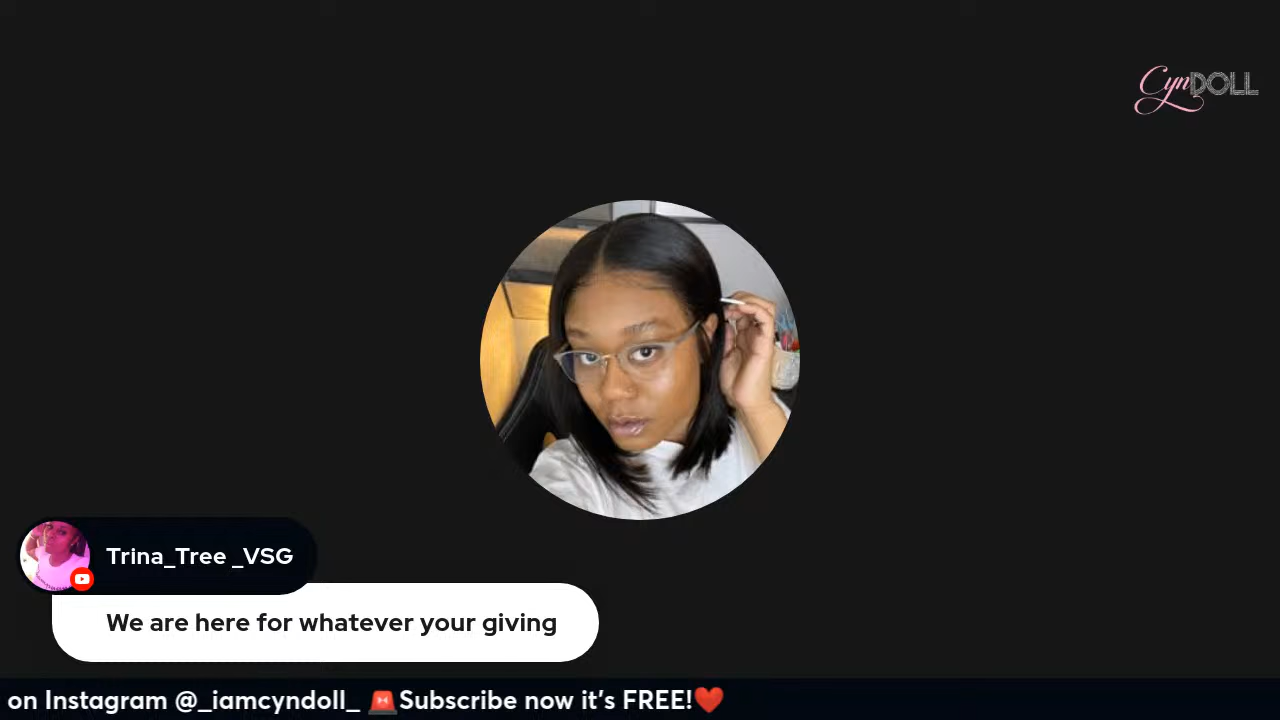 CynDOLL
Trina_Tree _VSG
We are here for whatever your giving
on Instagram @_iamcyndoll_ 🚨Subscribe now it's FREE!❤️